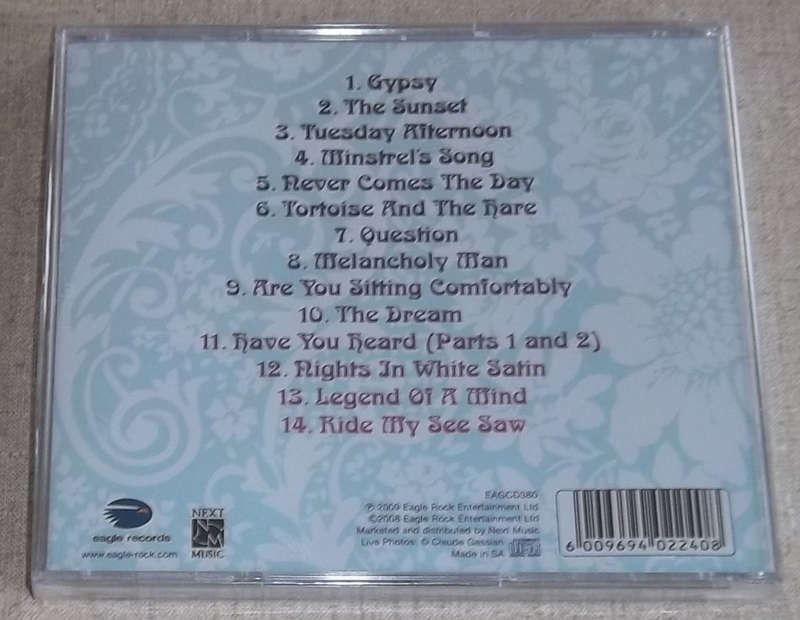 1. Gypsy
2. The Sunset
3. Tuesday Afternoon
4. Minstrel's Song
5. Never Comes The Day
6. Tortoise And The Hare
7. Question
8. Melancholy Man
9. Are You Sitting Comfortably
10. The Dream
11. Have You Heard (Parts 1 and 2)
12. Nights In White Satin
13. Legend Of A Mind
14. Ride My See Saw
EAGCD380
℗ 2009 Eagle Rock Entertainment Ltd
©2008 Eagle Rock Entertainment Ltd
Marketed and distributed by Next Music
Live Photos: © Claude Gassian
Made in SA
eagle records
www.eagle-rock.com
NEXT
MUSIC
6 009694 022408